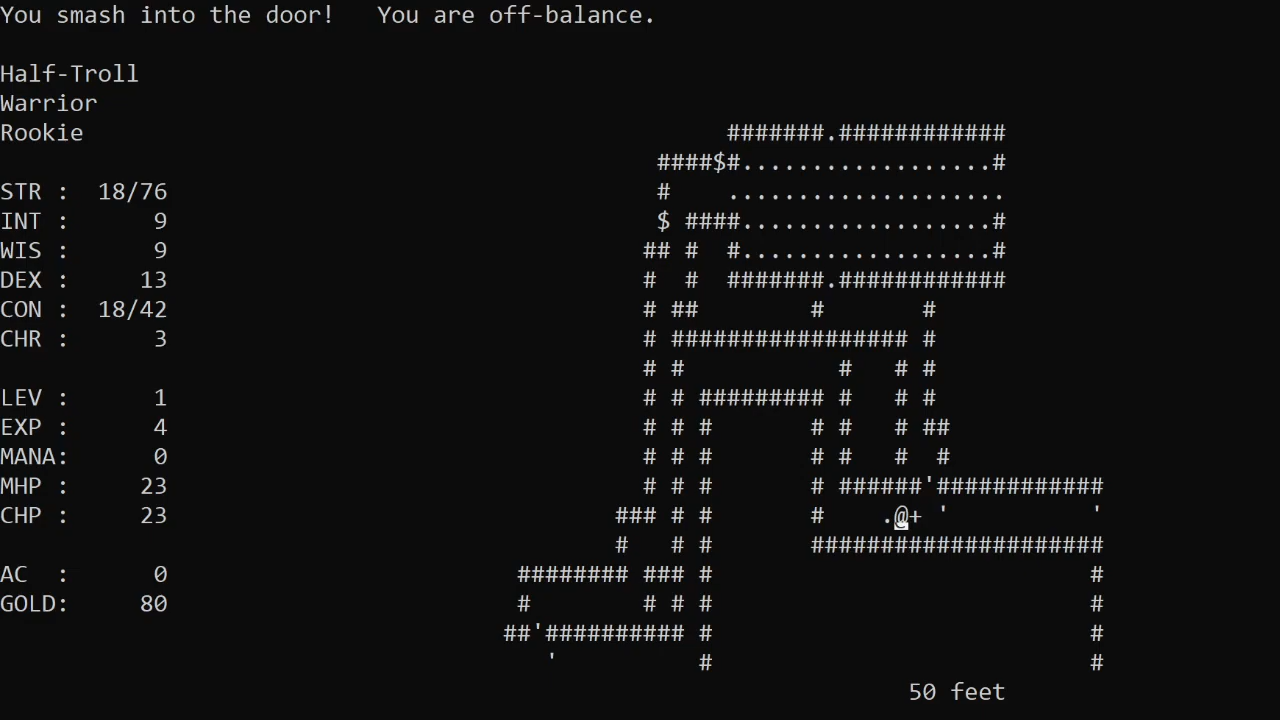 You smash into the door!   You are off-balance.
Half-Troll
Warrior
Rookie                                              #######.############
                                               ####$#.................#
STR :  18/76                                   #    ...................
INT :      9                                   $ ####.................#
WIS :      9                                  ## #  #.................#
DEX :     13                                  #  #  #######.############
CON :  18/42                                  # ##        #       #
CHR :      3                                  # ################# #
                                              # #           #   # #
LEV :      1                                  # # ######### #   # #
EXP :      4                                  # # #       # #   # ##
MANA:      0                                  # # #       # #   #  #
MHP :     23                                  # # #       # ######'############
CHP :     23                                ### # #       #    .@+ '          '
                                            #   # #       #####################
AC  :      0                         ######## ### #                           #
GOLD:     80                         #        # # #                           #
                                    ##'########## #                           #
                                       '          #                           #
                                                                 50 feet